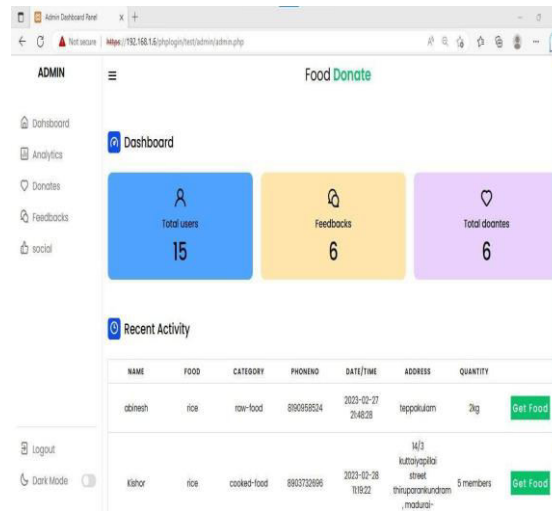 Admin Dashboard Panel
Not secure | https://192.168.1.6/phplogin/test/admin/admin.php
ADMIN
Food Donate
Dahsboard
Analytics
Donates
Feedbacks
social
Logout
Dark Mode
Dashboard
Total users
15
Feedbacks
6
Total doantes
6
Recent Activity
NAME FOOD CATEGORY PHONENO DATE/TIME ADDRESS QUANTITY
abinesh rice raw-food 8190958524 2023-02-27 21:48:28 teppakulam 2kg Get Food
Kishor rice cooked-food 8903732696 2023-02-28 11:19:22 14/3 kuttaiyapillai street thiruparankundram , madurai- 5 members Get Food